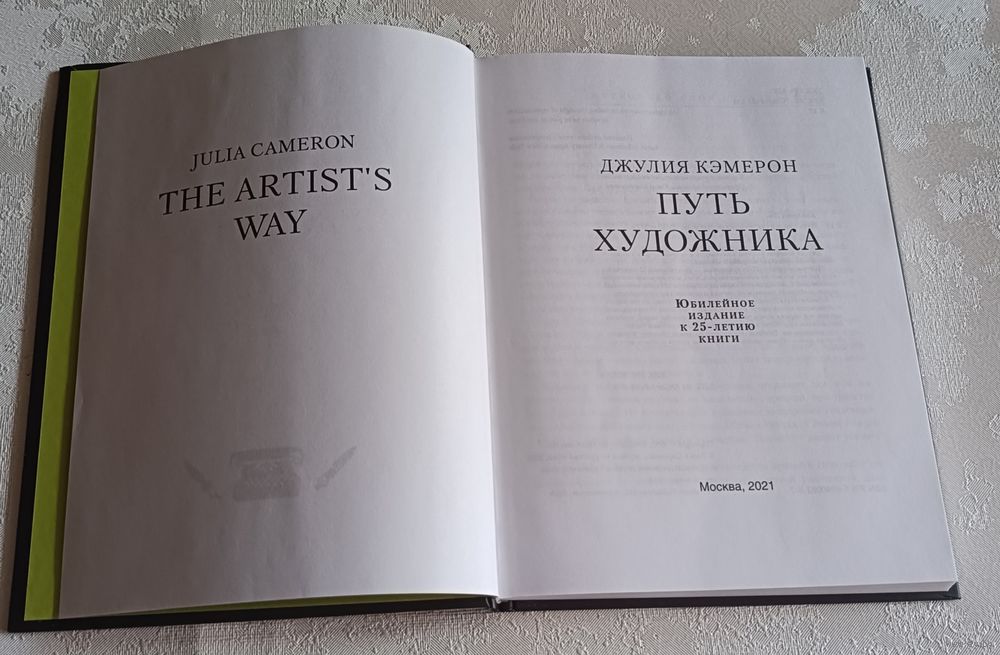 JULIA CAMERON
THE ARTIST'S
WAY
ДЖУЛИЯ КЭМЕРОН
ПУТЬ
ХУДОЖНИКА
Юбилейное
издание
к 25-летию
книги
Москва, 2021